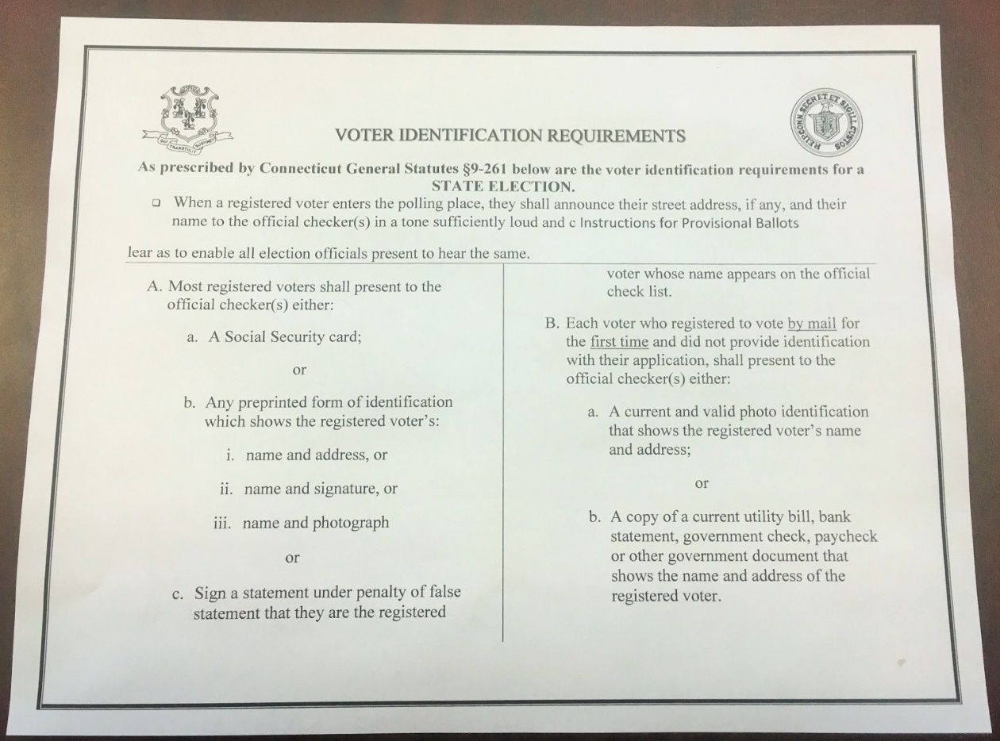 QUI TRANSTULIT SUSTINET
REIP.CONN. SECRET.ET SIGILL.CUSTOS
VOTER IDENTIFICATION REQUIREMENTS
As prescribed by Connecticut General Statutes §9-261 below are the voter identification requirements for a
STATE ELECTION.
❑ When a registered voter enters the polling place, they shall announce their street address, if any, and their
name to the official checker(s) in a tone sufficiently loud and c Instructions for Provisional Ballots
lear as to enable all election officials present to hear the same.
A. Most registered voters shall present to the
official checker(s) either:
a. A Social Security card;
or
b. Any preprinted form of identification
which shows the registered voter's:
i. name and address, or
ii. name and signature, or
iii. name and photograph
or
c. Sign a statement under penalty of false
statement that they are the registered
voter whose name appears on the official
check list.
B. Each voter who registered to vote by mail for
the first time and did not provide identification
with their application, shall present to the
official checker(s) either:
a. A current and valid photo identification
that shows the registered voter's name
and address;
or
b. A copy of a current utility bill, bank
statement, government check, paycheck
or other government document that
shows the name and address of the
registered voter.